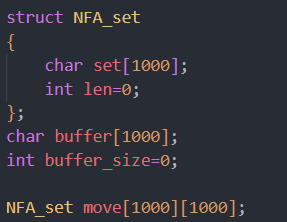 struct NFA_set
{
    char set[1000];
    int len=0;
};
char buffer[1000];
int buffer_size=0;

NFA_set move[1000][1000];